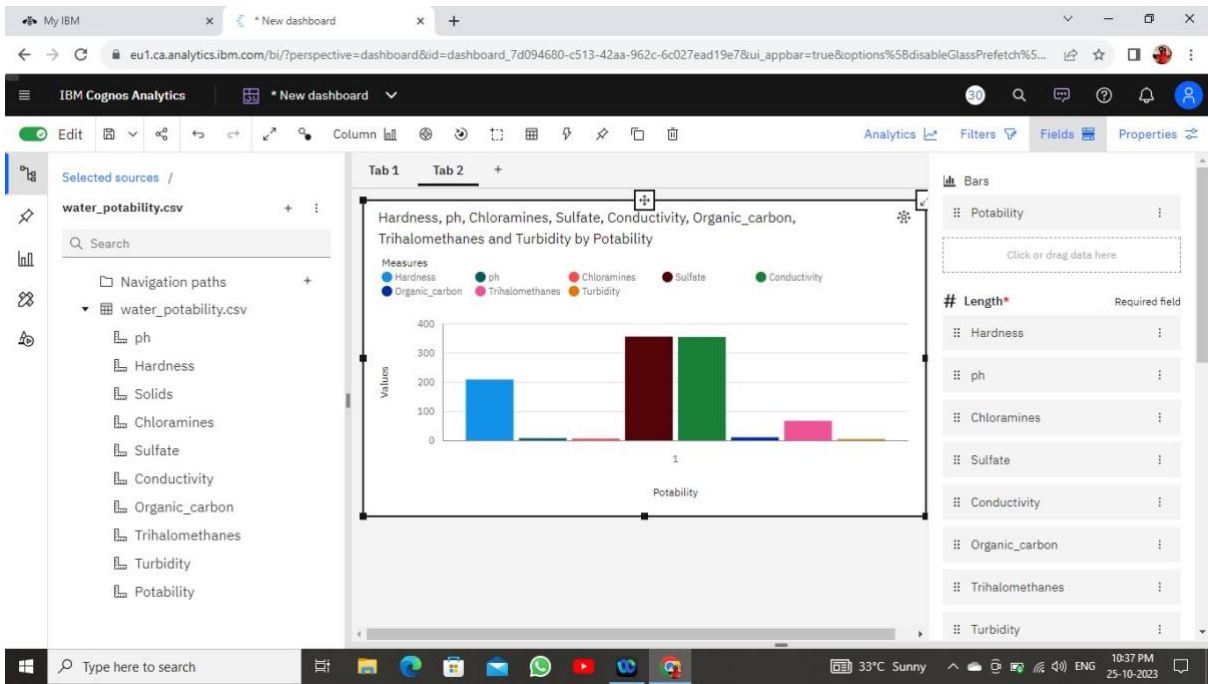 My IBM
* New dashboard
eu1.ca.analytics.ibm.com/bi/?perspective=dashboard&id=dashboard_7d094680-c513-42aa-962c-6c027ead19e7&ui_appbar=true&options%5BdisableGlassPrefetch%5...
IBM Cognos Analytics
* New dashboard
30
Edit
Column
Analytics
Filters
Fields
Properties
Selected sources /
water_potability.csv
Search
Navigation paths
water_potability.csv
ph
Hardness
Solids
Chloramines
Sulfate
Conductivity
Organic_carbon
Trihalomethanes
Turbidity
Potability
Tab 1
Tab 2
Hardness, ph, Chloramines, Sulfate, Conductivity, Organic_carbon,
Trihalomethanes and Turbidity by Potability
Measures
Hardness ph Chloramines Sulfate Conductivity
Organic_carbon Trihalomethanes Turbidity
400
300
200
100
0
Values
1
Potability
Bars
Potability
Click or drag data here
# Length* Required field
Hardness
ph
Chloramines
Sulfate
Conductivity
Organic_carbon
Trihalomethanes
Turbidity
Type here to search
33°C Sunny
ENG
10:37 PM
25-10-2023